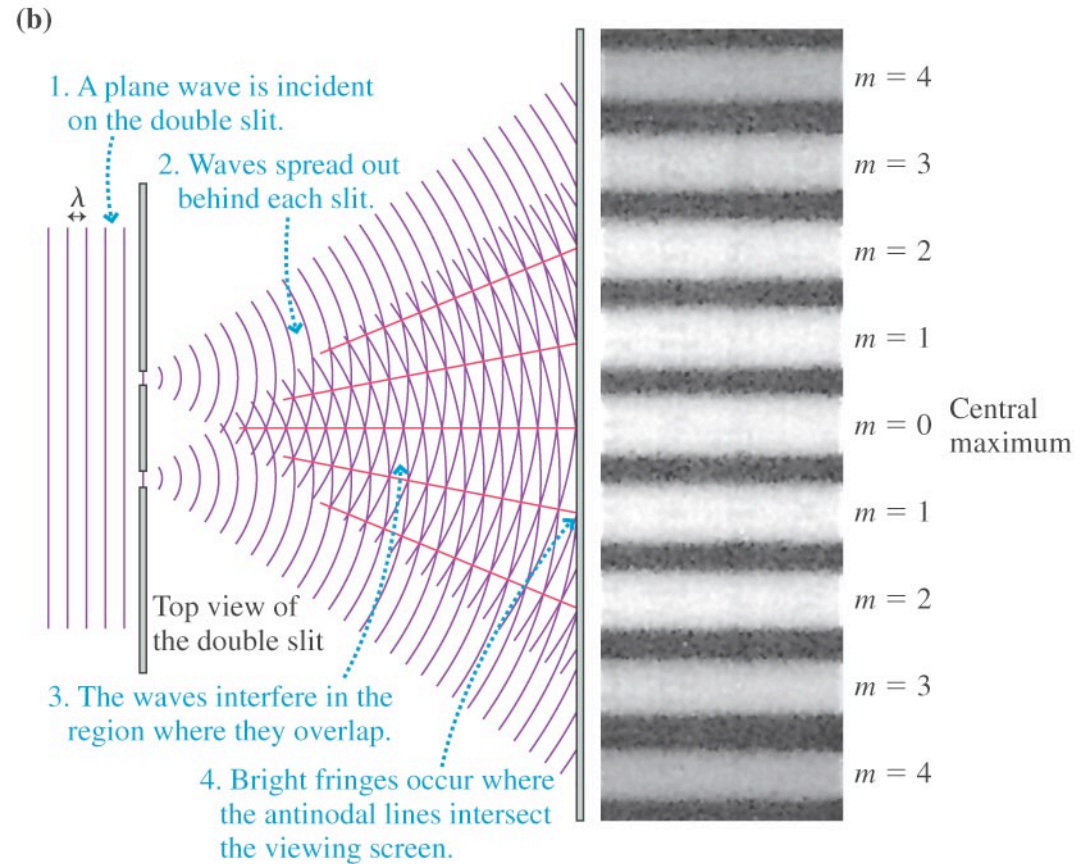 (b)
1. A plane wave is incident
on the double slit.
2. Waves spread out
behind each slit.
λ
Top view of
the double slit
3. The waves interfere in the
region where they overlap.
4. Bright fringes occur where
the antinodal lines intersect
the viewing screen.
m = 4
m = 3
m = 2
m = 1
m = 0 Central
maximum
m = 1
m = 2
m = 3
m = 4